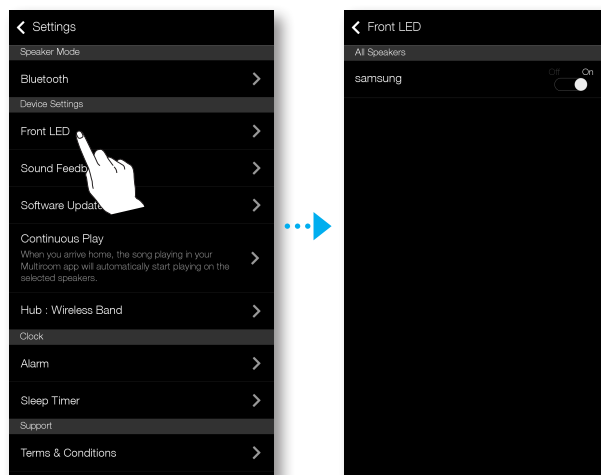 Settings
Speaker Mode
Bluetooth
Device Settings
Front LED
Sound Feedb
Software Update
Continuous Play
When you arrive home, the song playing in your
Multiroom app will automatically start playing on the
selected speakers.
Hub : Wireless Band
Clock
Alarm
Sleep Timer
Support
Terms & Conditions
Front LED
All Speakers
samsung
Off On